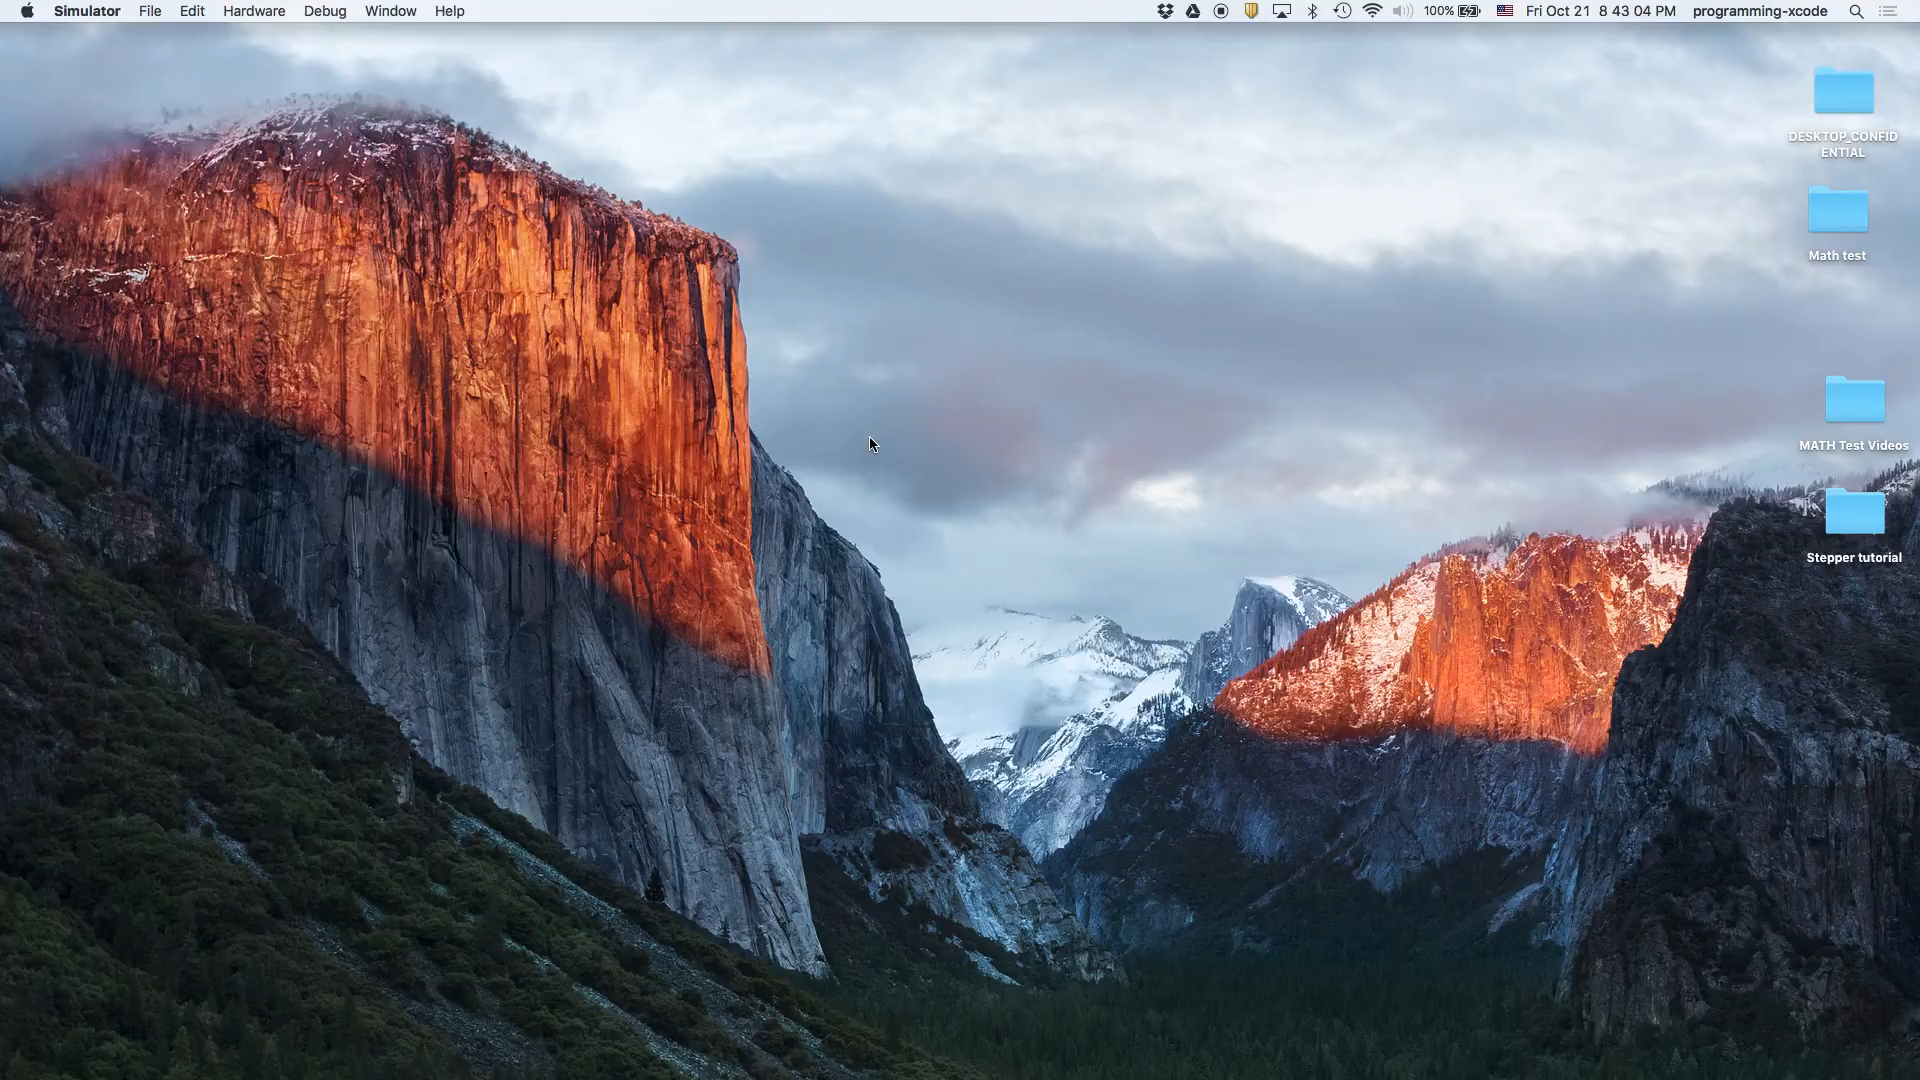 Simulator File Edit Hardware Debug Window Help 100% Fri Oct 21 8 43 04 PM programming-xcode
DESKTOP_CONFID
ENTIAL
Math test
MATH Test Videos
Stepper tutorial